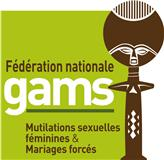 Fédération nationale
gams
Mutilations sexuelles
féminines &
Mariages forcés